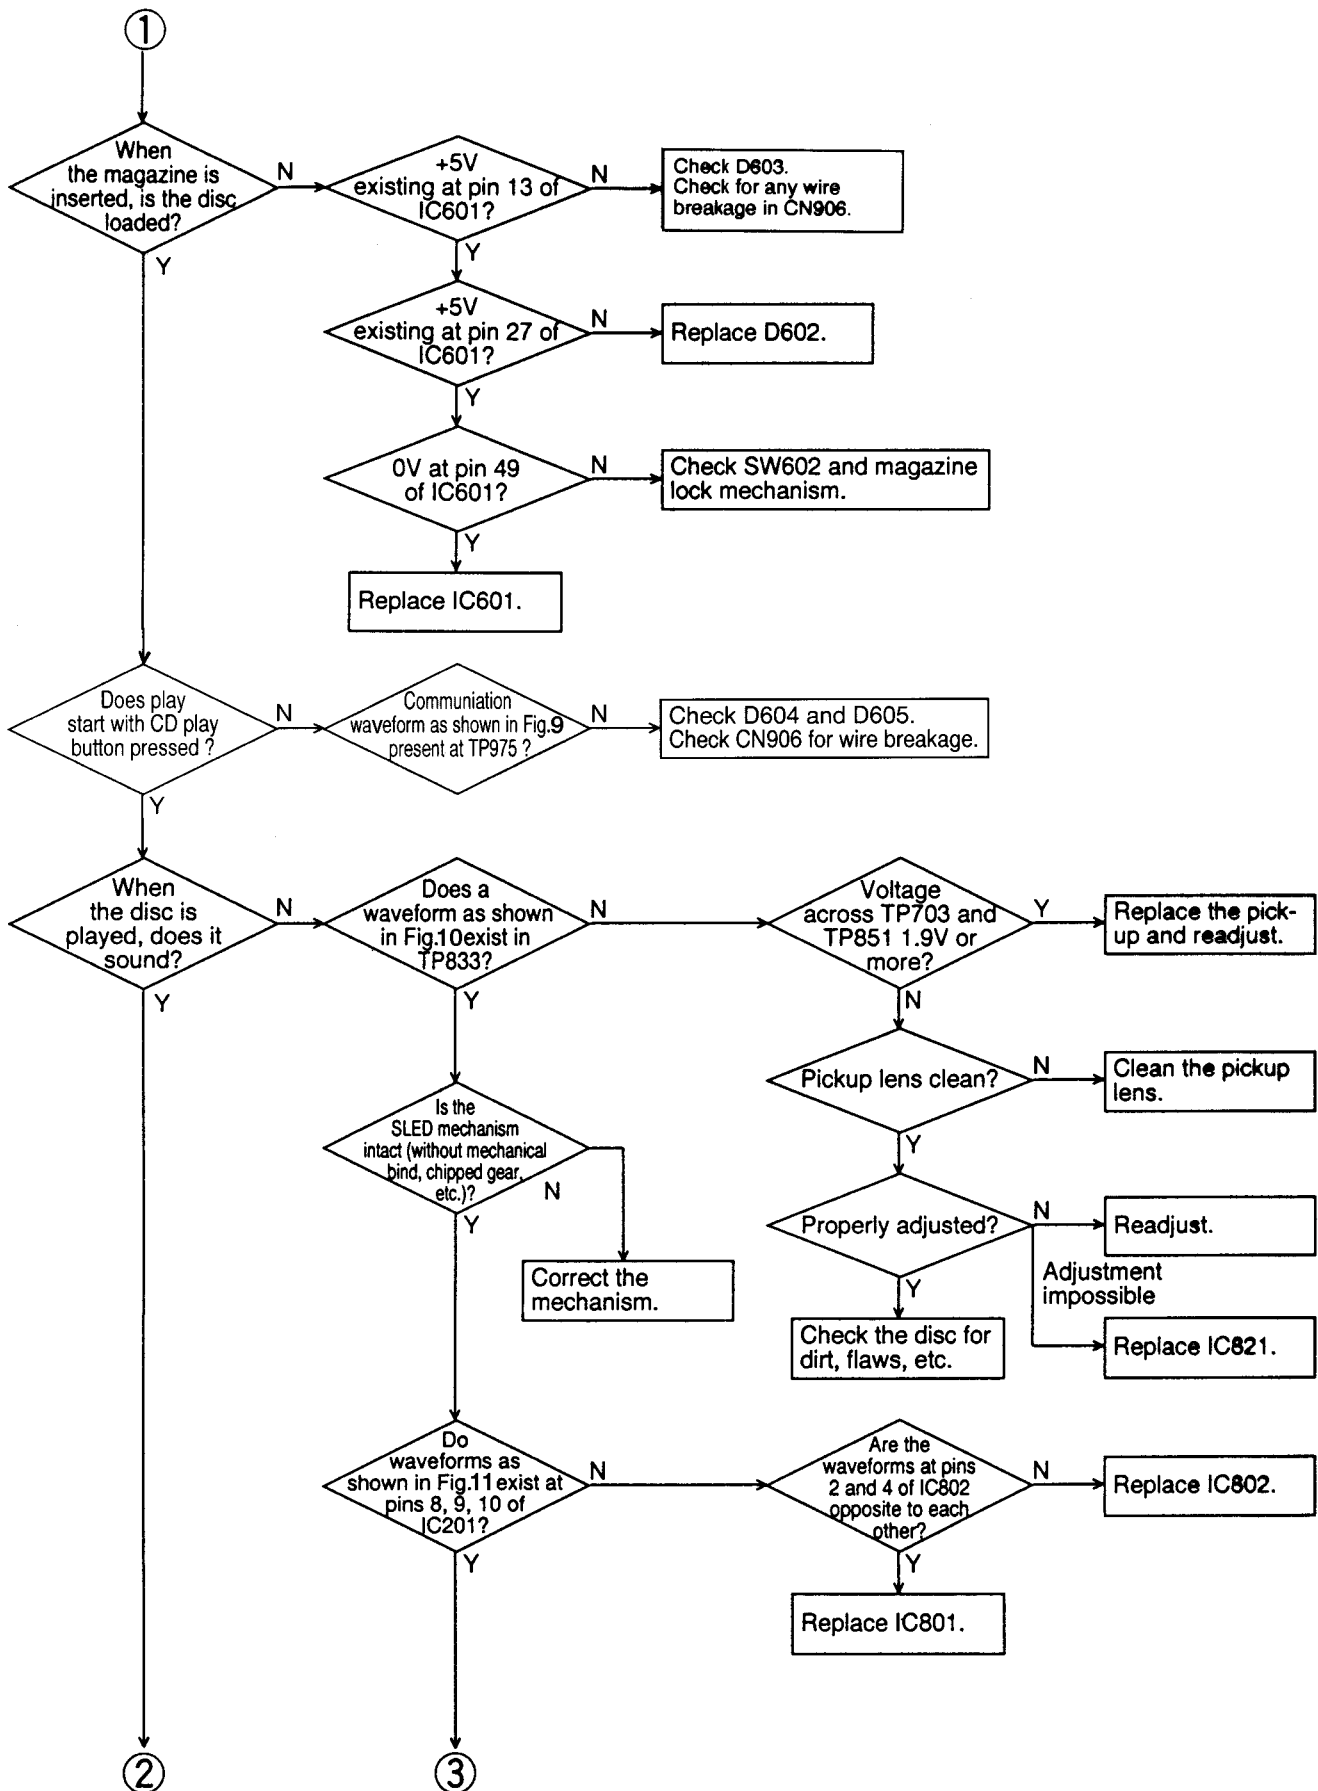 1
When
the magazine is
inserted, is the disc
loaded?
N
Y
+5V
existing at pin 13 of
IC601?
N
Y
Check D603.
Check for any wire
breakage in CN906.
+5V
existing at pin 27 of
IC601?
N
Y
Replace D602.
0V at pin 49
of IC601?
N
Y
Check SW602 and magazine
lock mechanism.
Replace IC601.
Does play
start with CD play
button pressed ?
N
Y
Communiation
waveform as shown in Fig.9
present at TP975 ?
N
Check D604 and D605.
Check CN906 for wire breakage.
When
the disc is
played, does it
sound?
N
Y
Does a
waveform as shown
in Fig.10 exist in
TP833?
N
Y
Voltage
across TP703 and
TP851 1.9V or
more?
Y
N
Replace the pick-
up and readjust.
Pickup lens clean?
N
Y
Clean the pickup
lens.
Is the
SLED mechanism
intact (without mechanical
bind, chipped gear,
etc.)?
N
Y
Correct the
mechanism.
Properly adjusted?
N
Y
Readjust.
Adjustment
impossible
Replace IC821.
Check the disc for
dirt, flaws, etc.
Do
waveforms as
shown in Fig.11 exist at
pins 8, 9, 10 of
IC201?
N
Y
Are the
waveforms at pins
2 and 4 of IC802
opposite to each
other?
N
Y
Replace IC802.
Replace IC801.
2
3